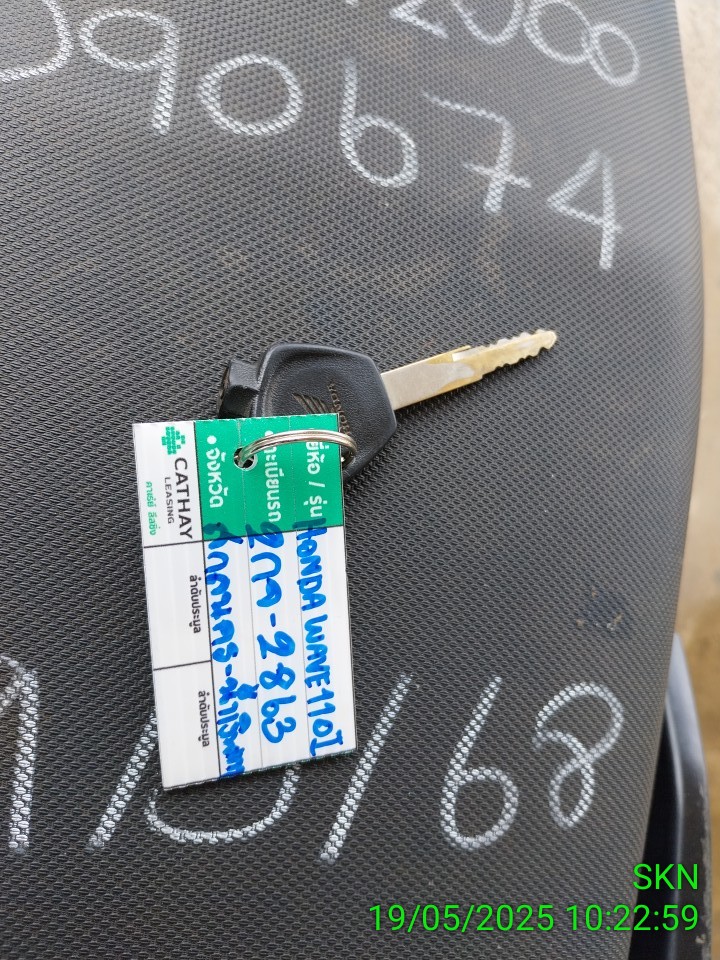 2000
90674
CATHAY
LEASING
คาเธ่ย์ ลีสซิ่ง
ลำดับประมูล
ลำดับประมูล
HONDA
ยี่ห้อ / รุ่น HONDA WAVE110I
ทะเบียนรถ 2กว-2863
• จังหวัด สกลนคร
/5/68
SKN
19/05/2025 10:22:59